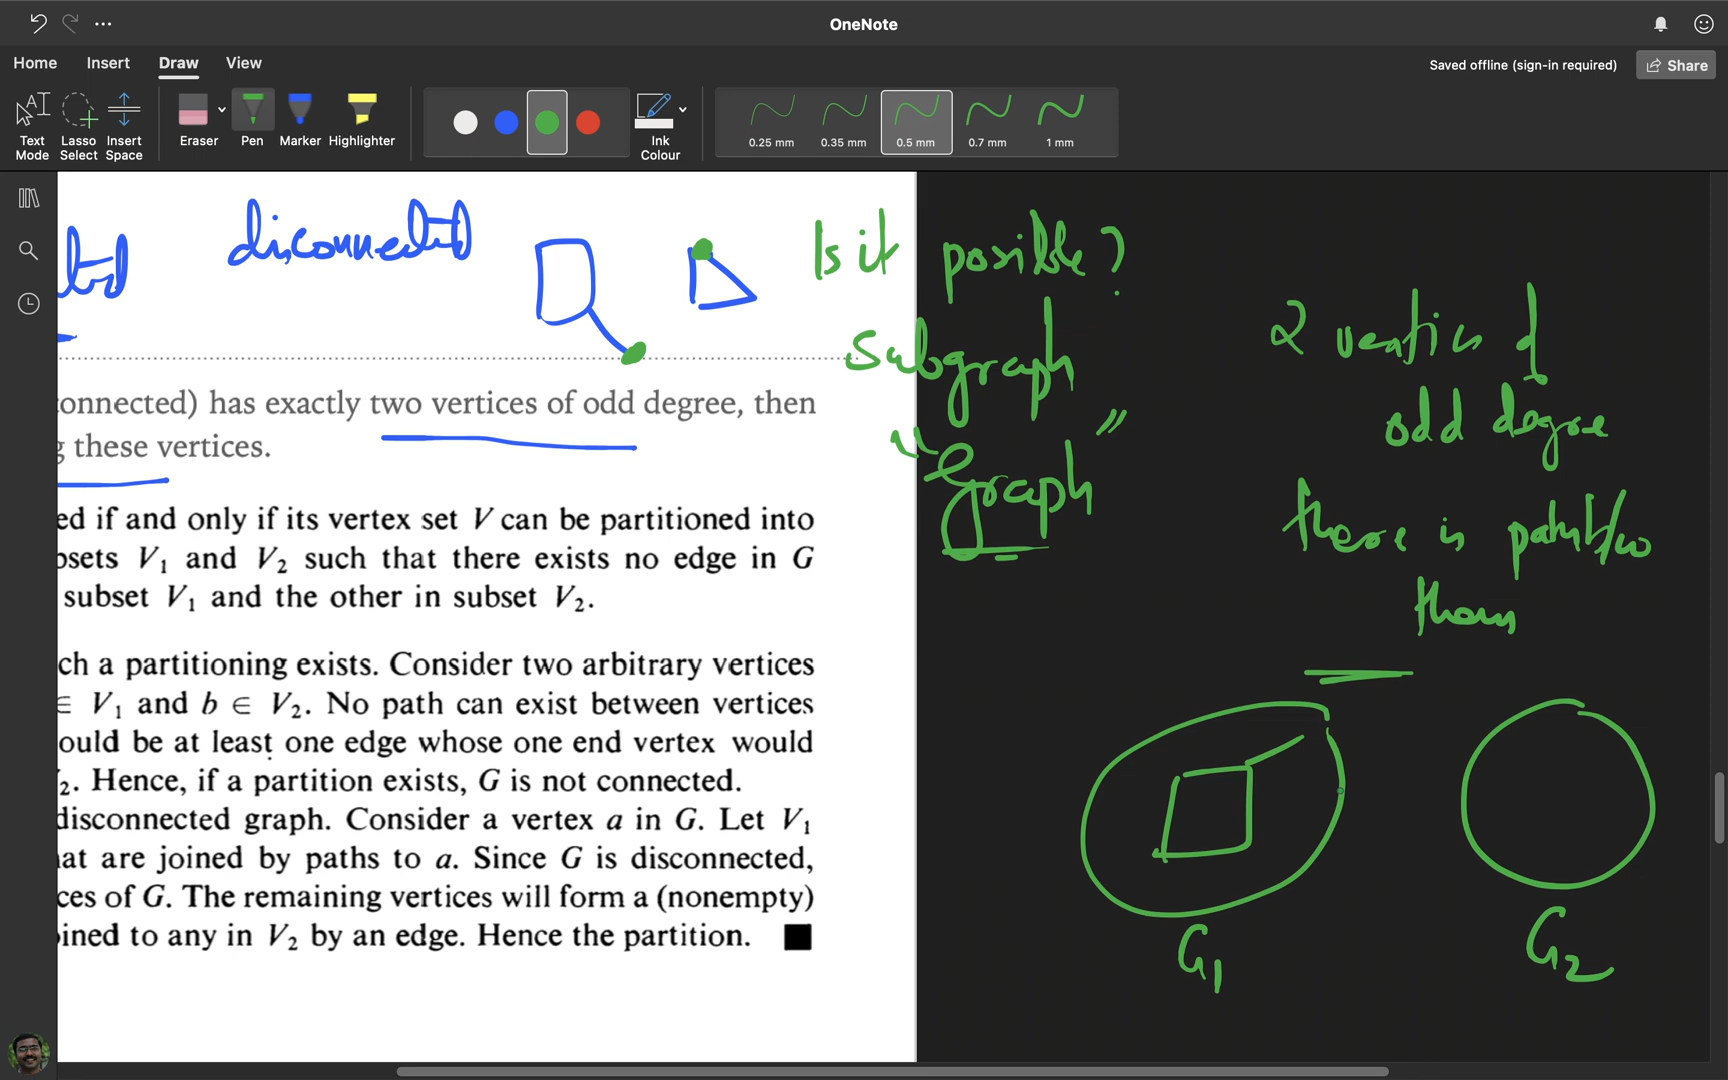 OneNote
Home Insert Draw View
Saved offline (sign-in required) Share
Text Mode
Lasso Select
Insert Space
Eraser Pen Marker Highlighter
Ink Colour
0.25 mm 0.35 mm 0.5 mm 0.7 mm 1 mm
disconnected
Is it posible?
Subgraph
"Graph"
onnected) has exactly two vertices of odd degree, then
g these vertices.
ed if and only if its vertex set V can be partitioned into
osets V₁ and V₂ such that there exists no edge in G
subset V₁ and the other in subset V₂.
ch a partitioning exists. Consider two arbitrary vertices
∈ V₁ and b ∈ V₂. No path can exist between vertices
ould be at least one edge whose one end vertex would
₂. Hence, if a partition exists, G is not connected.
disconnected graph. Consider a vertex a in G. Let V₁
at are joined by paths to a. Since G is disconnected,
ces of G. The remaining vertices will form a (nonempty)
ined to any in V₂ by an edge. Hence the partition. ■
2 vertices of
odd degree
there is path b/w
them
G₁
G₂